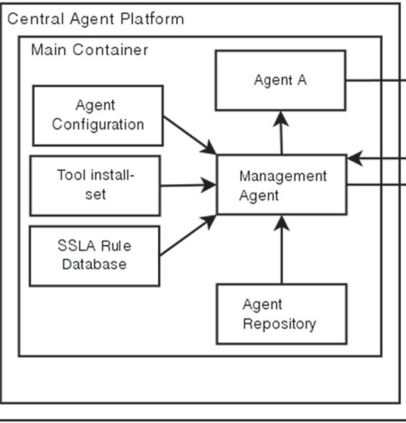 Central Agent Platform
Main Container
Agent A
Agent
Configuration
Tool install-
set
Management
Agent
SSLA Rule
Database
Agent
Repository